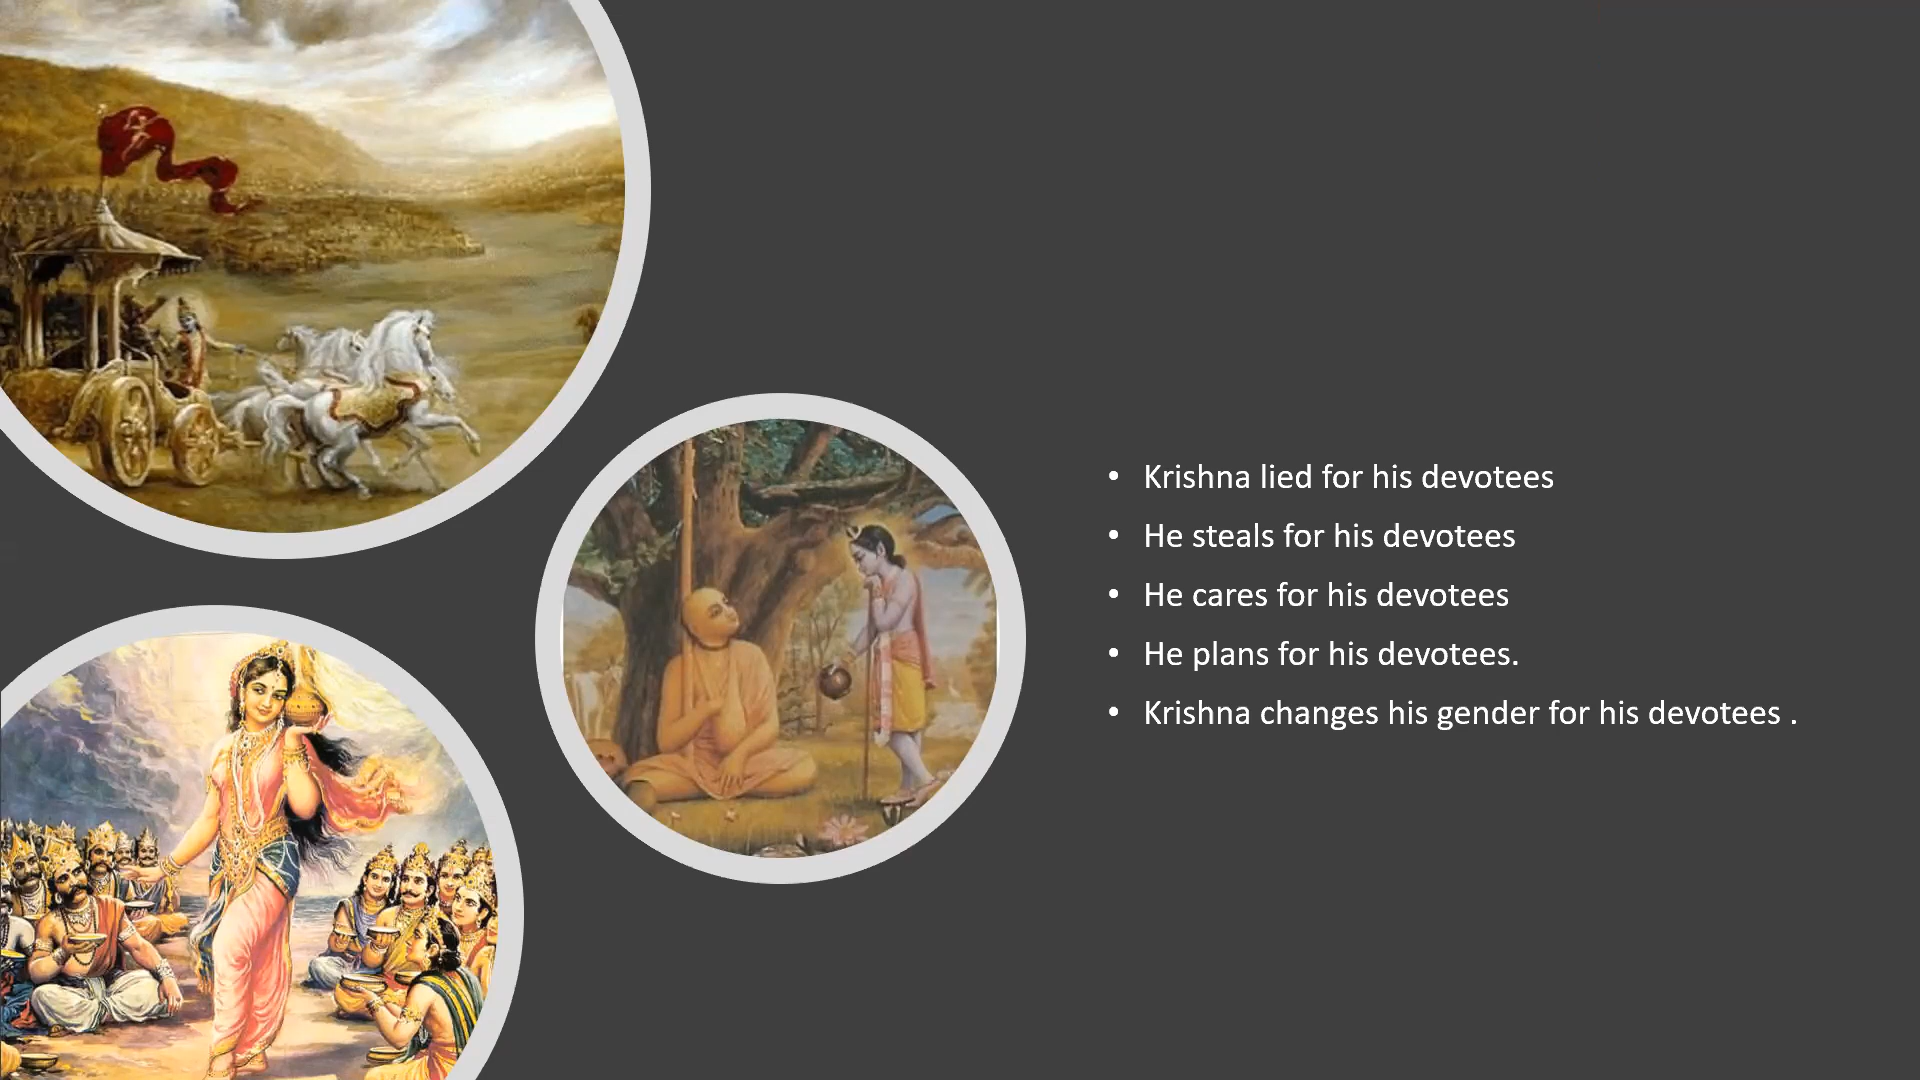 • Krishna lied for his devotees
• He steals for his devotees
• He cares for his devotees
• He plans for his devotees.
• Krishna changes his gender for his devotees .